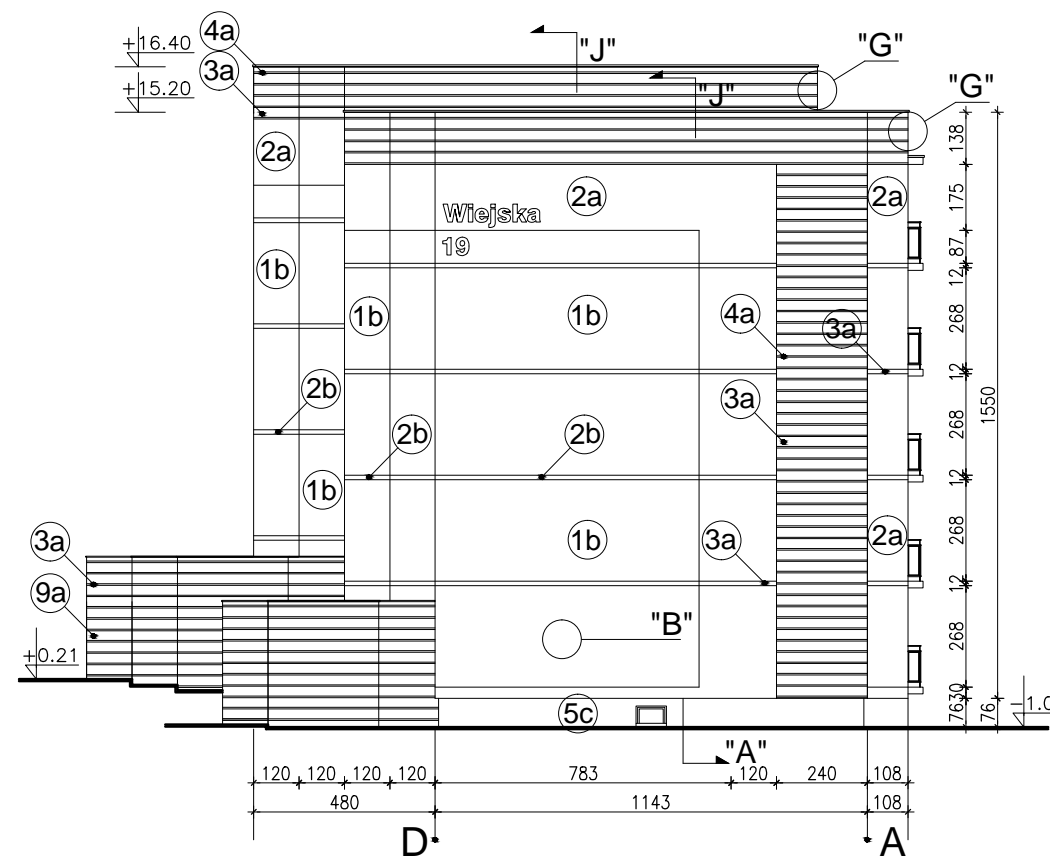 4a
+16.40
"J"
"G"
3a
+15.20
"J"
"G"
138
2a
2a
2a
175
Wiejska
19
87
1b
12
1b
1b
4a
3a
268
12
2b
3a
268
1550
2b
2b
12
1b
3a
1b
3a
2a
268
9a
12
"B"
268
+0.21
30
5c
76
76
"A"
120
120
120
120
783
120
240
108
480
1143
108
D
A